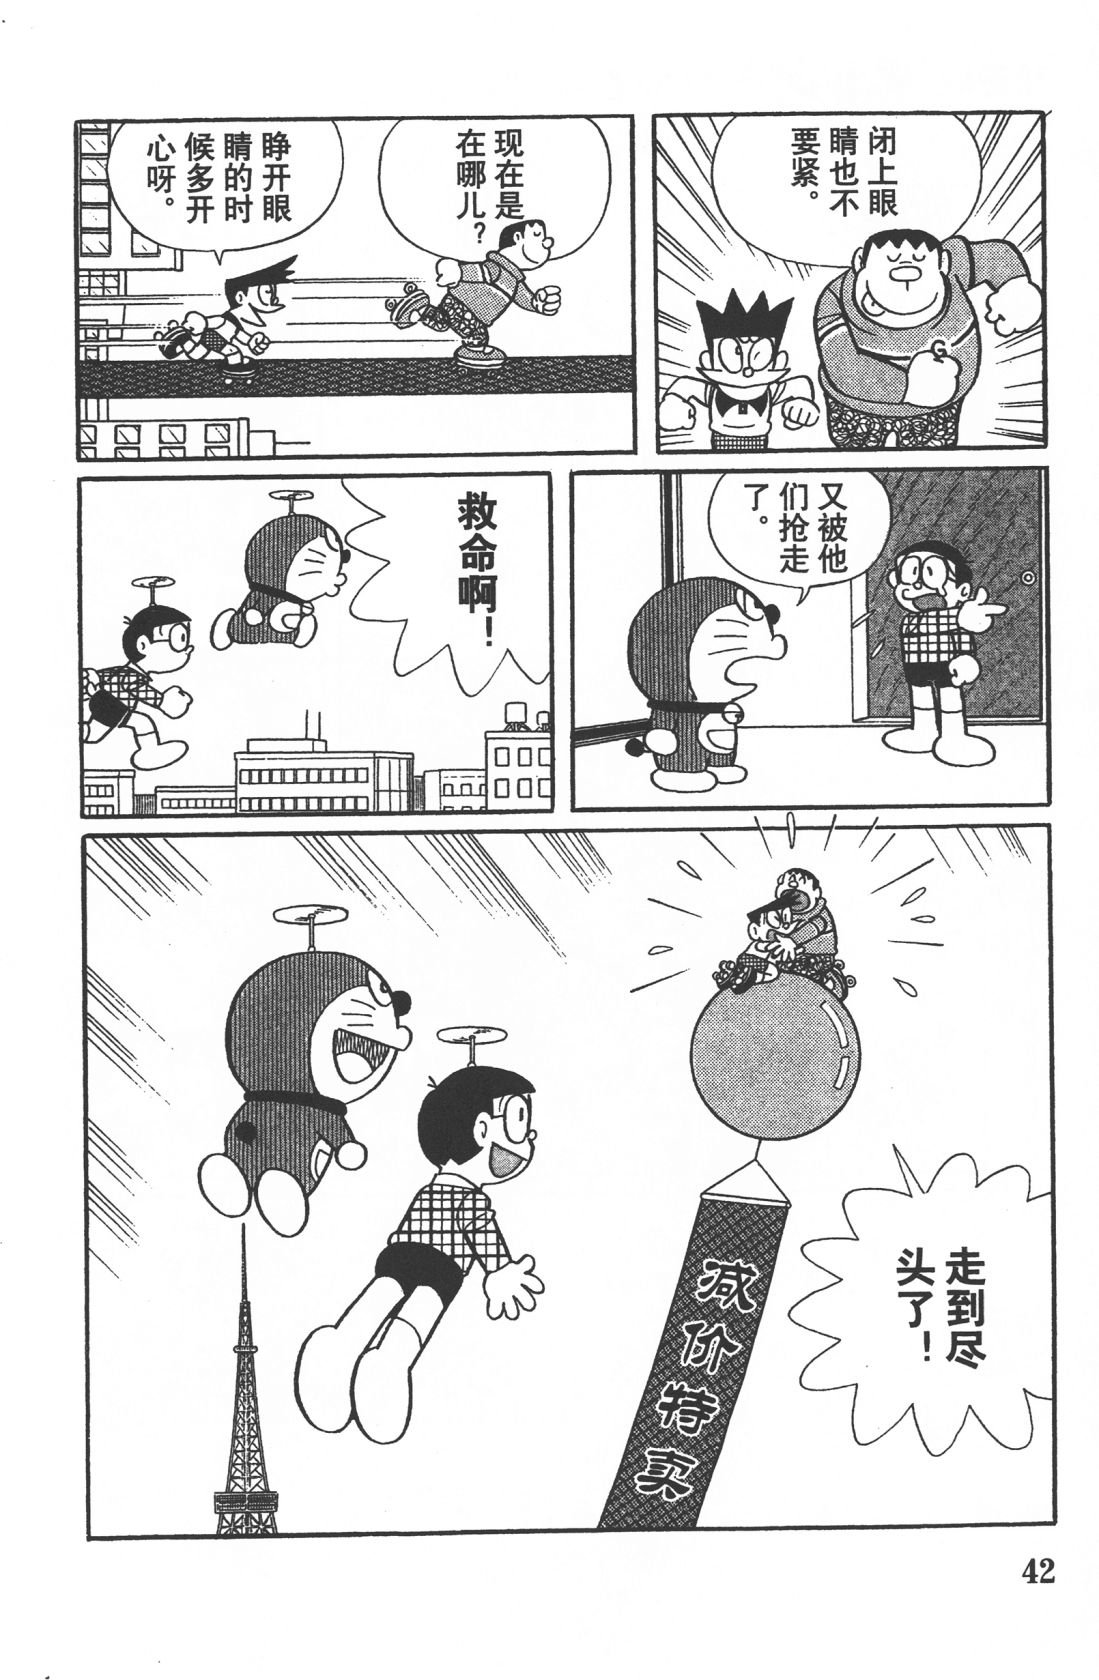 闭上眼
睛也不
要紧。
现在是
在哪儿？
睁开眼
睛的时
候多开
心呀。
G
又被他
们抢走
了。
救命啊！
走到尽
头了！
减价特卖
42